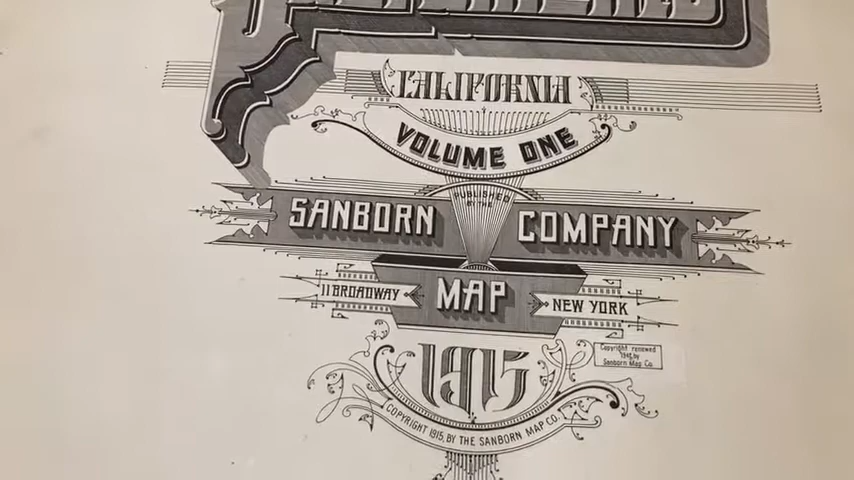 CALIFORNIA
VOLUME ONE
PUBLISHED
BY THE
SANBORN COMPANY
MAP
11 BROADWAY
NEW YORK
1915
Copyright renewed
1942 by
Sanborn Map Co.
COPYRIGHT 1915, BY THE SANBORN MAP CO.